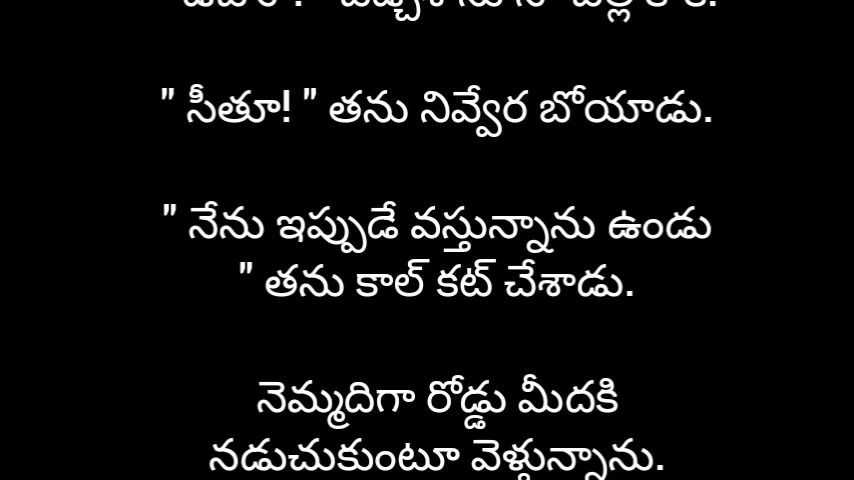 " సీతూ! " తను నివ్వేర బోయాడు.
" నేను ఇప్పుడే వస్తున్నాను ఉండు
" తను కాల్ కట్ చేశాడు.
నెమ్మదిగా రోడ్డు మీదకి
నడుచుకుంటూ వెళ్తున్నాను.